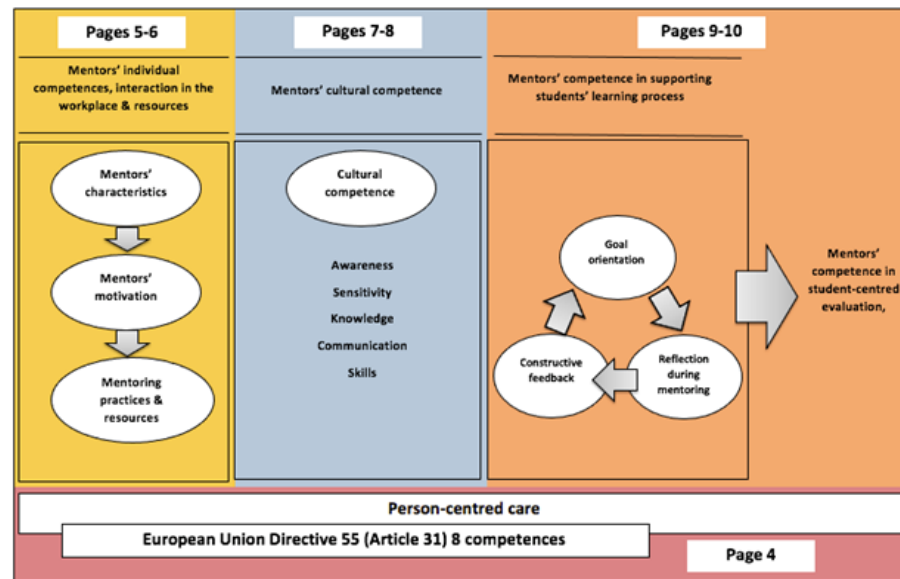 Pages 5-6
Mentors' individual
competences, interaction in the
workplace & resources
Mentors'
characteristics
Mentors'
motivation
Mentoring
practices &
resources
Pages 7-8
Mentors' cultural competence
Cultural
competence
Awareness
Sensitivity
Knowledge
Communication
Skills
Pages 9-10
Mentors' competence in supporting
students' learning process
Goal
orientation
Constructive
feedback
Reflection
during
mentoring
Mentors'
competence in
student-centred
evaluation,
Person-centred care
European Union Directive 55 (Article 31) 8 competences
Page 4